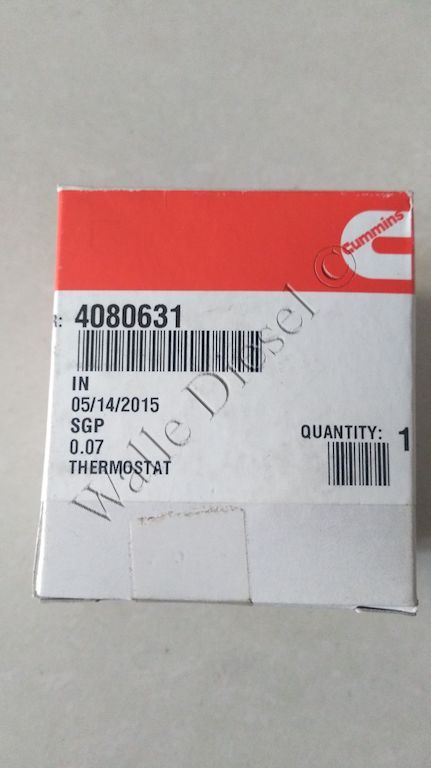 Cummins
4080631
IN
05/14/2015
SGP
0.07
THERMOSTAT
QUANTITY: 1
Walle Diesel ©